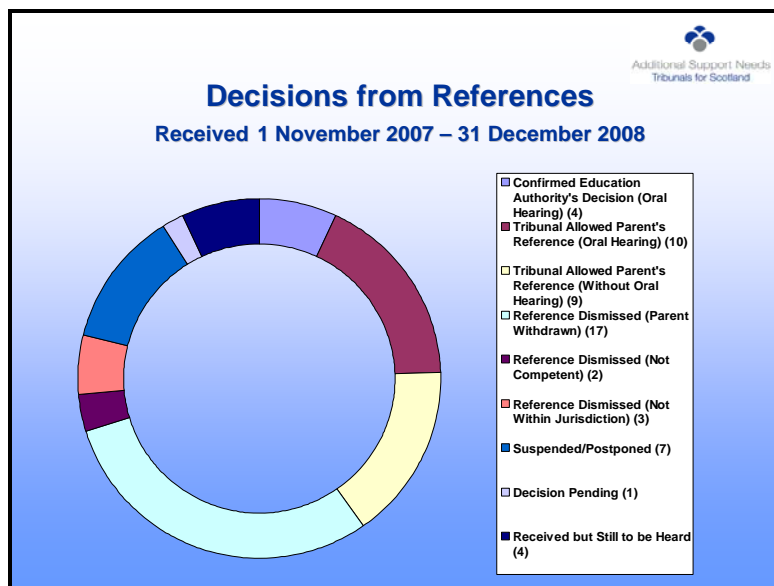 Additional Support Needs
Tribunals for Scotland
Decisions from References
Received 1 November 2007 – 31 December 2008
Confirmed Education
Authority's Decision (Oral
Hearing) (4)
Tribunal Allowed Parent's
Reference (Oral Hearing) (10)
Tribunal Allowed Parent's
Reference (Without Oral
Hearing) (9)
Reference Dismissed (Parent
Withdrawn) (17)
Reference Dismissed (Not
Competent) (2)
Reference Dismissed (Not
Within Jurisdiction) (3)
Suspended/Postponed (7)
Decision Pending (1)
Received but Still to be Heard
(4)